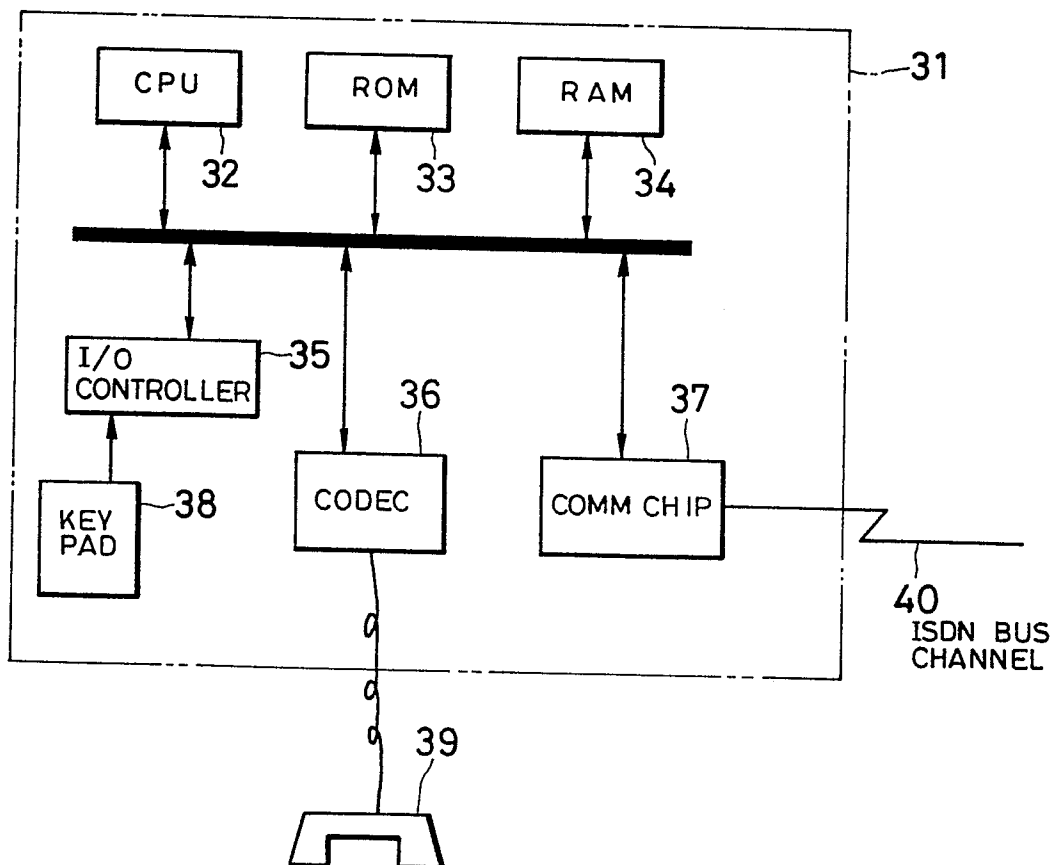 CPU
ROM
RAM
31
32
33
34
I/O
CONTROLLER
35
36
37
KEY
PAD
38
CODEC
COMM CHIP
40
ISDN BUS
CHANNEL
39